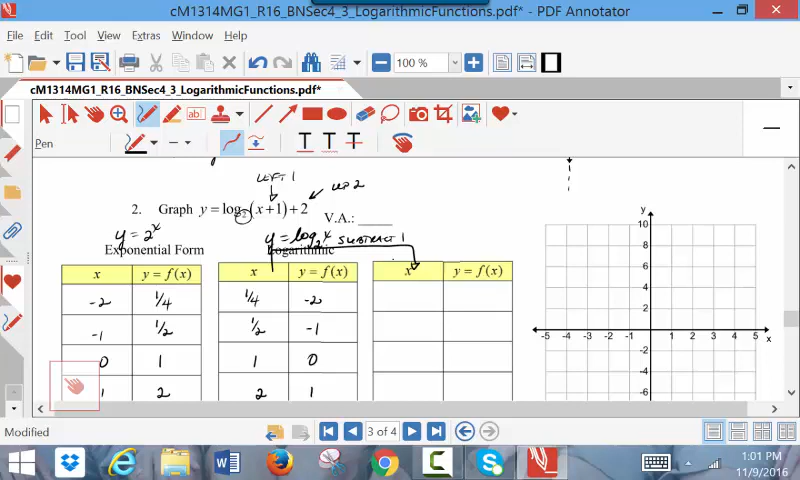 cM1314MG1_R16_BNSec4_3_LogarithmicFunctions.pdf* - PDF Annotator
File Edit Extras View Window Help
100 %
cM1314MG1_R16_BNSec4_3_LogarithmicFunctions.pdf*
ab|
T T T
Pen
LEFT 1
UP 2
2. Graph y = log₂(x+1)+2 V.A.: ______
y = 2^x y = log₂x SUBTRACT 1
Exponential Form Logarithmic
x y = f(x) x y = f(x) x y = f(x)
-2 1/4 1/4 -2
-1 1/2 1/2 -1
0 1 1 0
1 2 2 1
y
10
8
6
4
2
-5 -4 -3 -2 -1 1 2 3 4 5 x
-2
-4
-6
Modified 3 of 4
W C S
1:01 PM
11/9/2016